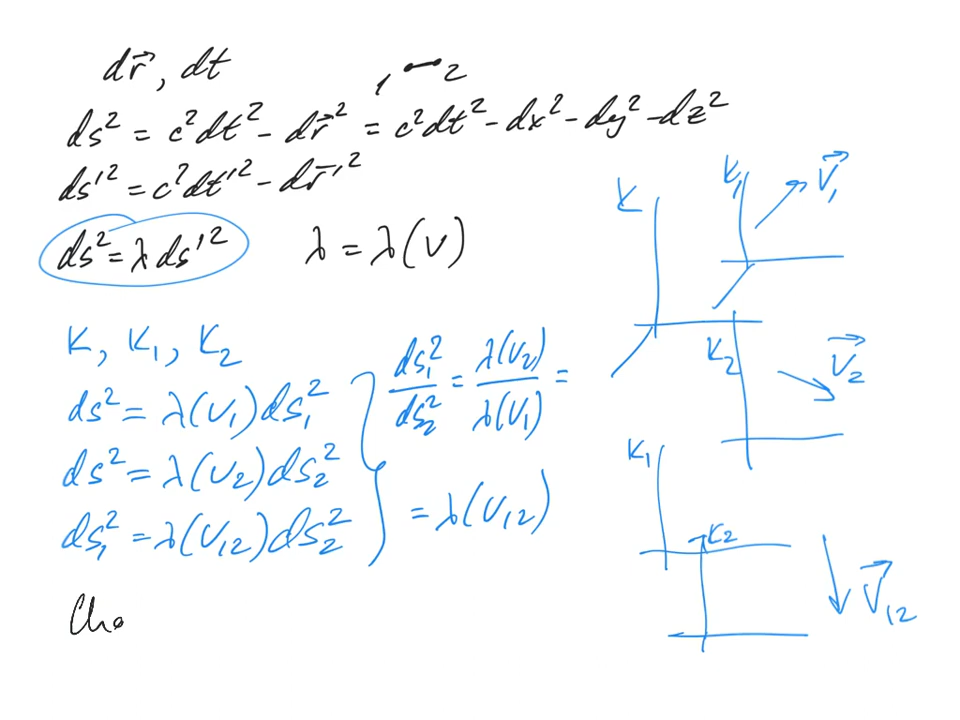 dr⃗, dt
1 2
ds² = c²dt² - dr⃗² = c²dt² - dx² - dy² - dz²
ds'² = c²dt'² - dr⃗'²
ds² = λ ds'² λ = λ(V)
K, K₁, K₂
ds² = λ(V₁)ds₁²
ds² = λ(V₂)ds₂²
ds₁² = λ(V₁₂)ds₂²
ds₁²/ds₂² = λ(V₂)/λ(V₁) =
= λ(V₁₂)
K K₁ V⃗₁
K₂ V⃗₂
K₁
K₂
V⃗₁₂